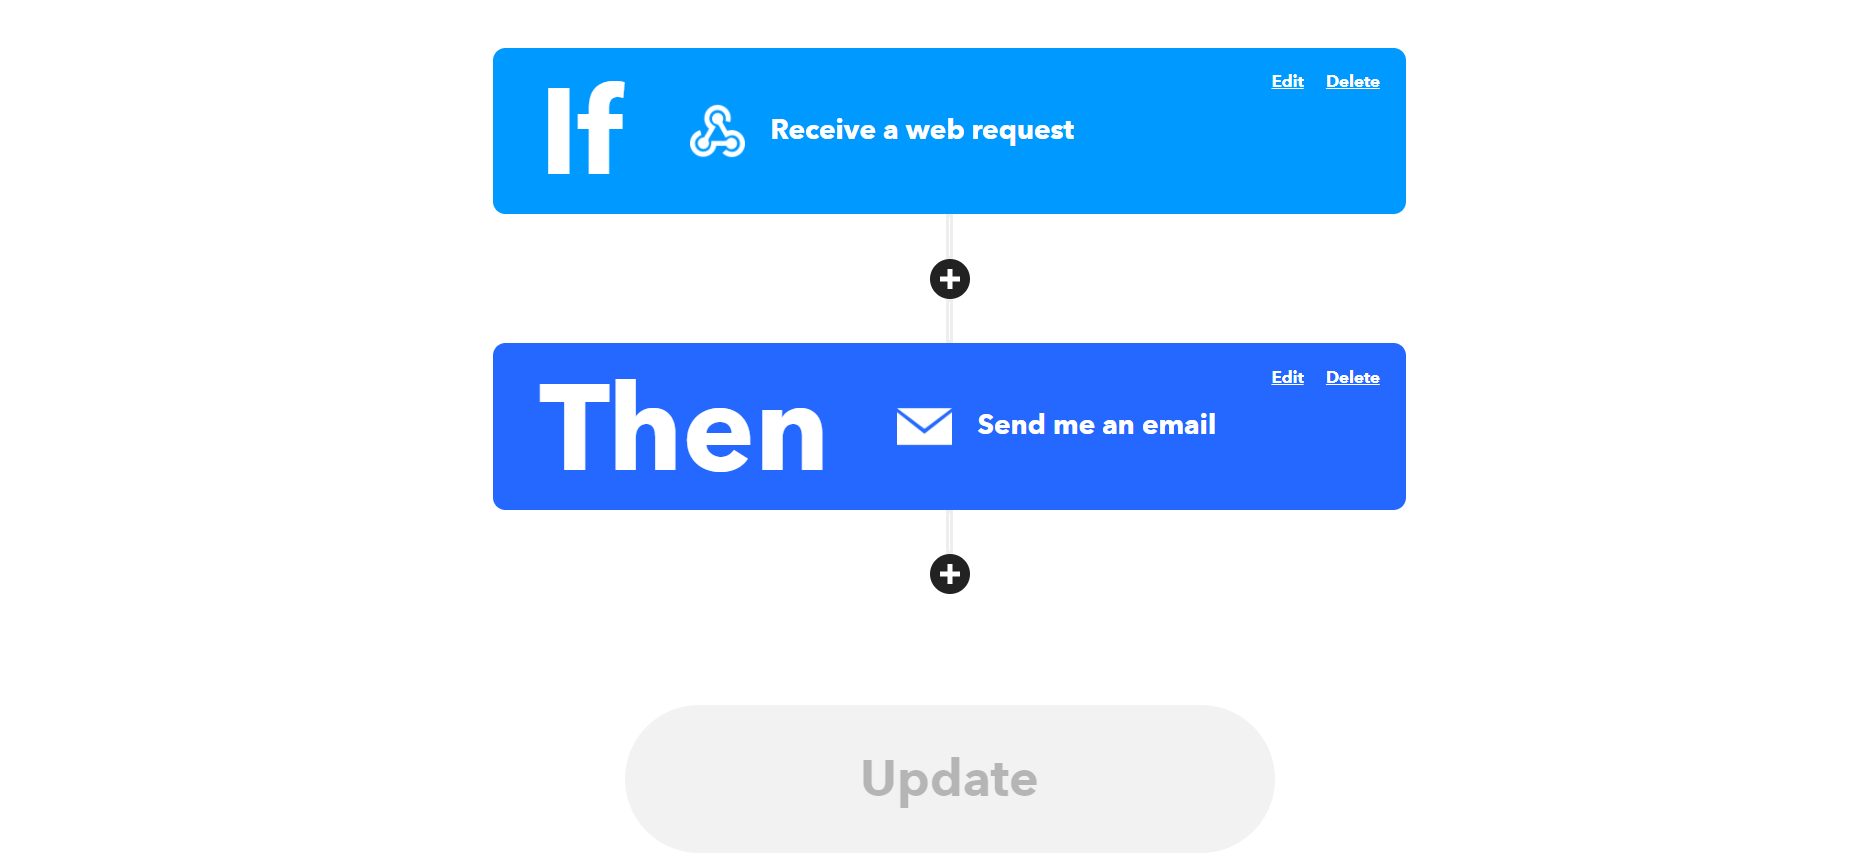 If
Receive a web request
Edit Delete
Then
Send me an email
Edit Delete
Update